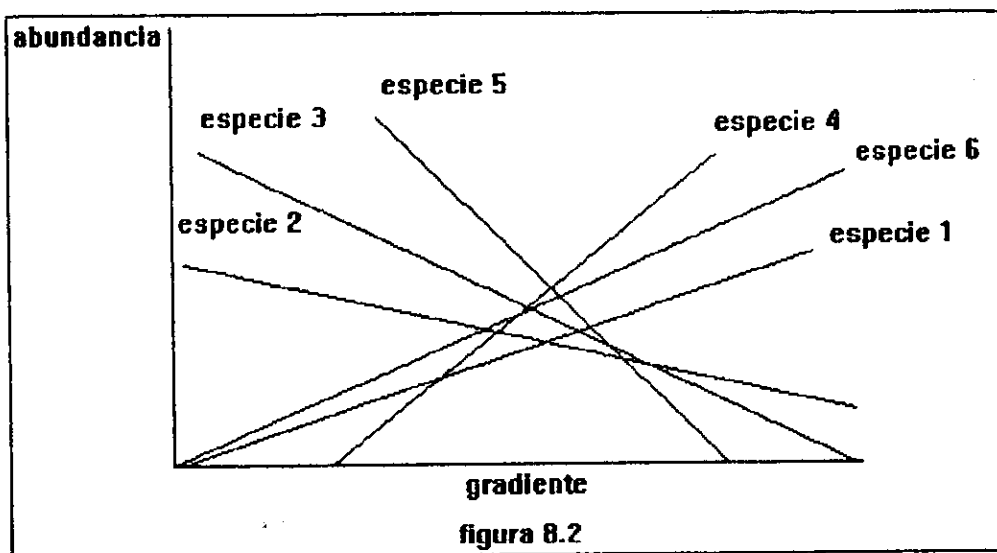 abundancia
especie 5
especie 3
especie 4
especie 6
especie 2
especie 1
gradiente
figura 8.2